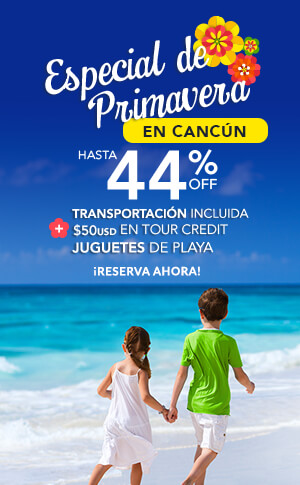 Especial de
Primavera
EN CANCÚN
HASTA
44% OFF
TRANSPORTACIÓN INCLUIDA
+ $50USD EN TOUR CREDIT
JUGUETES DE PLAYA
¡RESERVA AHORA!